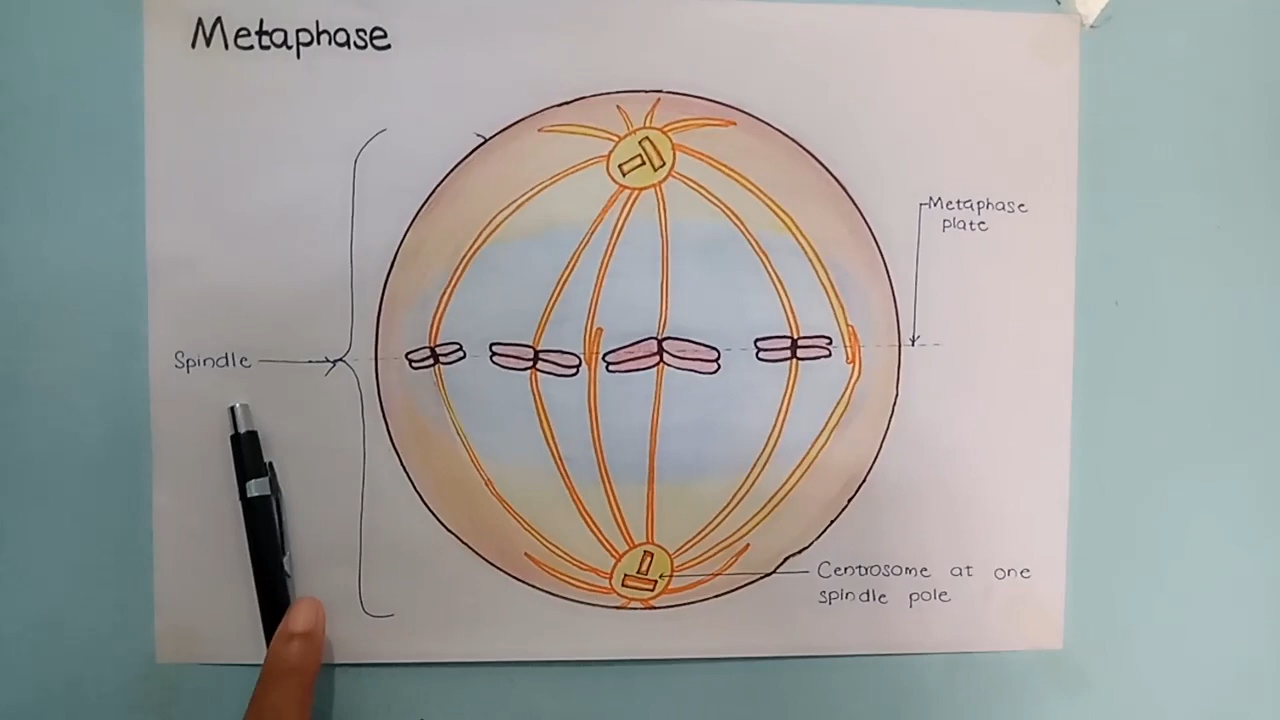 Metaphase
Metaphase
plate
Spindle
Centrosome at one
spindle pole